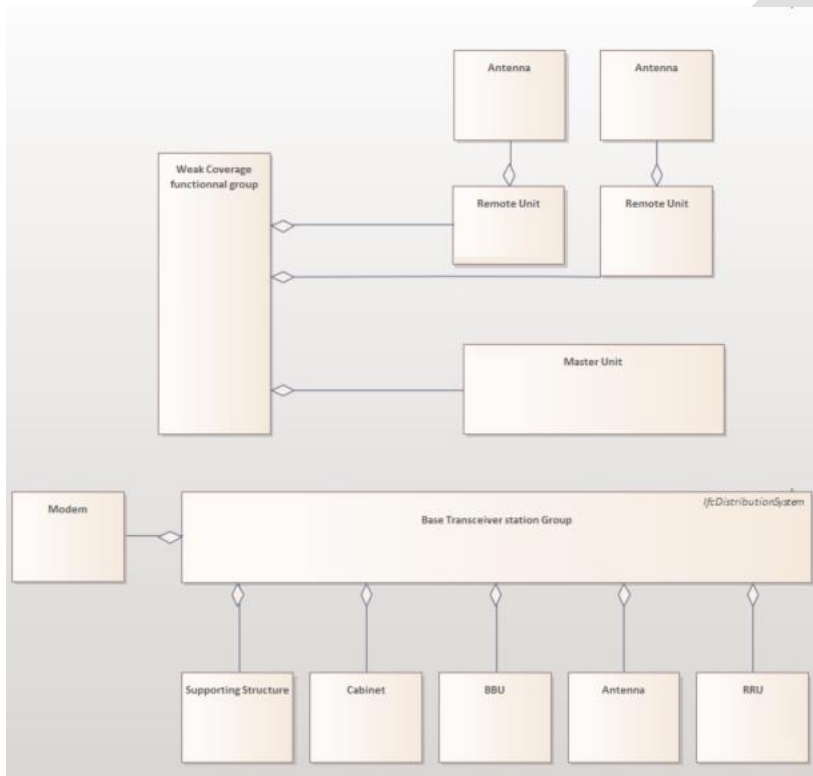 Antenna
Antenna
Weak Coverage
functionnal group
Remote Unit
Remote Unit
Master Unit
Modem
IfcDistributionSystem
Base Transceiver station Group
Supporting Structure
Cabinet
BBU
Antenna
RRU